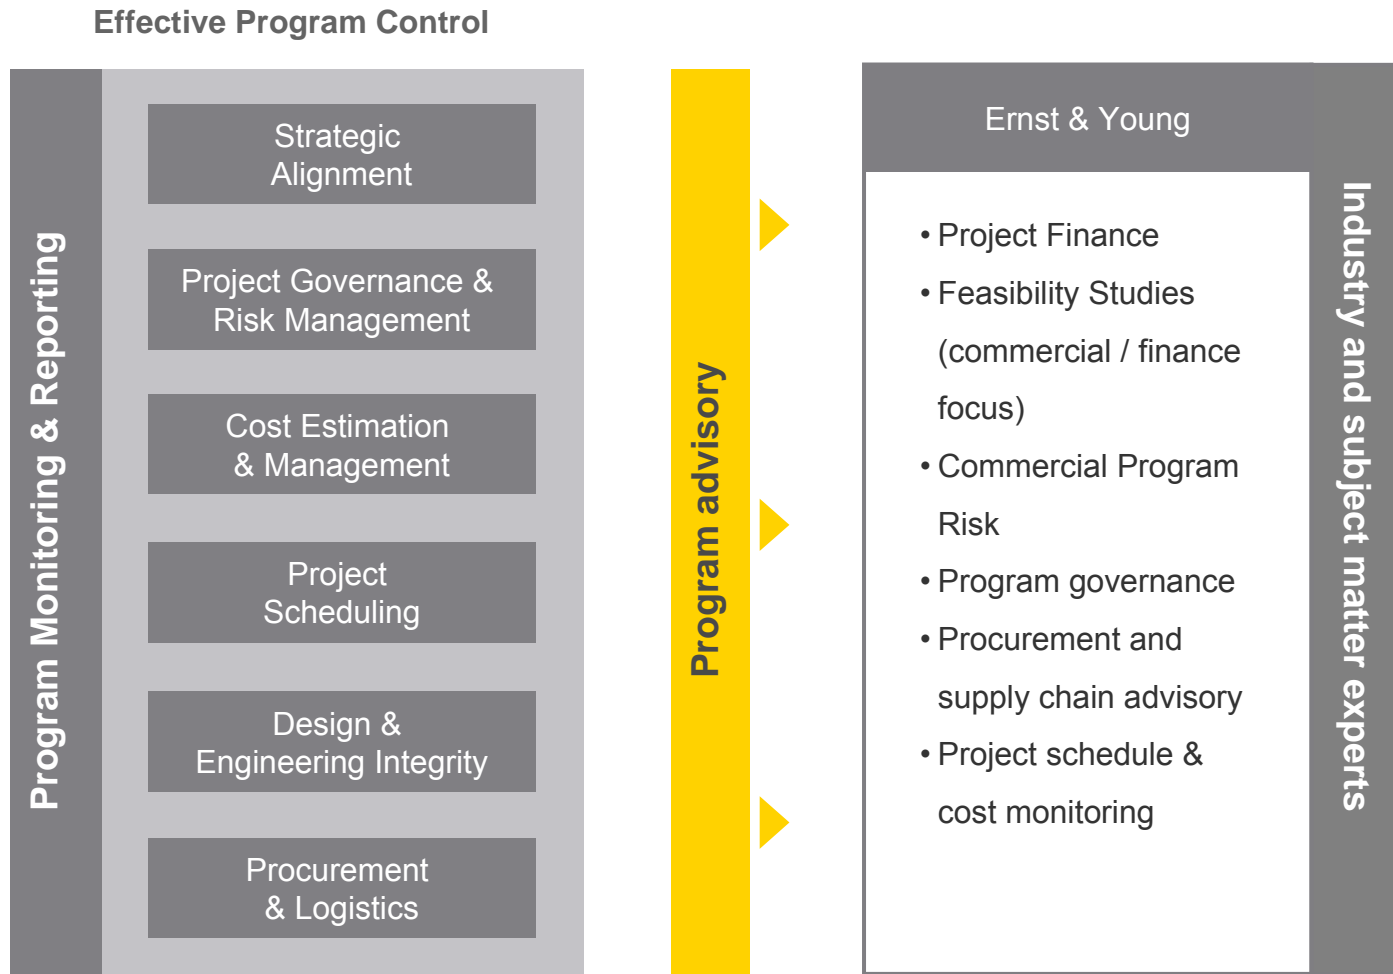 Effective Program Control
Program Monitoring & Reporting
Strategic
Alignment
Project Governance &
Risk Management
Cost Estimation
& Management
Project
Scheduling
Design &
Engineering Integrity
Procurement
& Logistics
Program advisory
Ernst & Young
• Project Finance
• Feasibility Studies
(commercial / finance
focus)
• Commercial Program
Risk
• Program governance
• Procurement and
supply chain advisory
• Project schedule &
cost monitoring
Industry and subject matter experts